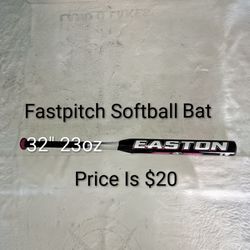 Fastpitch Softball Bat
32" 23oz
EASTON
Price Is $20